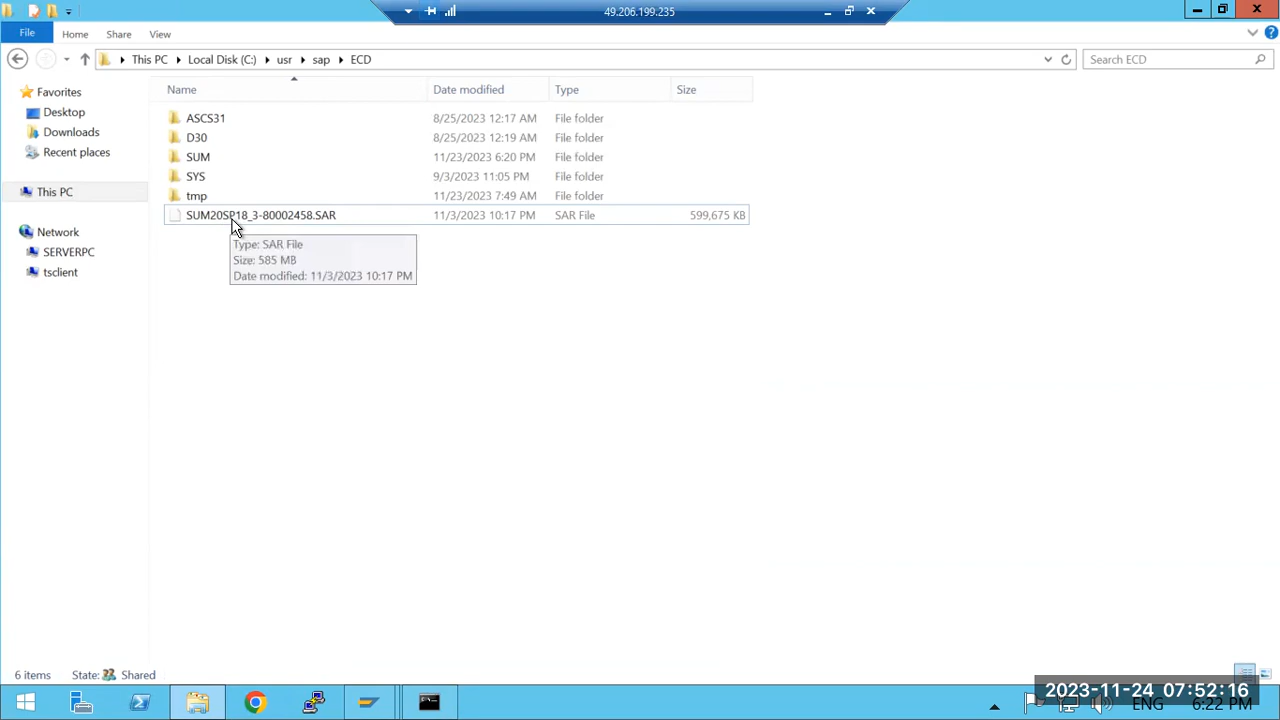 49.206.199.235
File Home Share View
This PC Local Disk (C:) usr sap ECD
Search ECD
Favorites
Desktop
Downloads
Recent places
This PC
Network
SERVERPC
tsclient
Name Date modified Type Size
ASCS31 8/25/2023 12:17 AM File folder
D30 8/25/2023 12:19 AM File folder
SUM 11/23/2023 6:20 PM File folder
SYS 9/3/2023 11:05 PM File folder
tmp 11/23/2023 7:49 AM File folder
SUM20SP18_3-80002458.SAR 11/3/2023 10:17 PM SAR File 599,675 KB
Type: SAR File
Size: 585 MB
Date modified: 11/3/2023 10:17 PM
6 items State: Shared
2023-11-24 07:52:16
ENG 6:22 PM